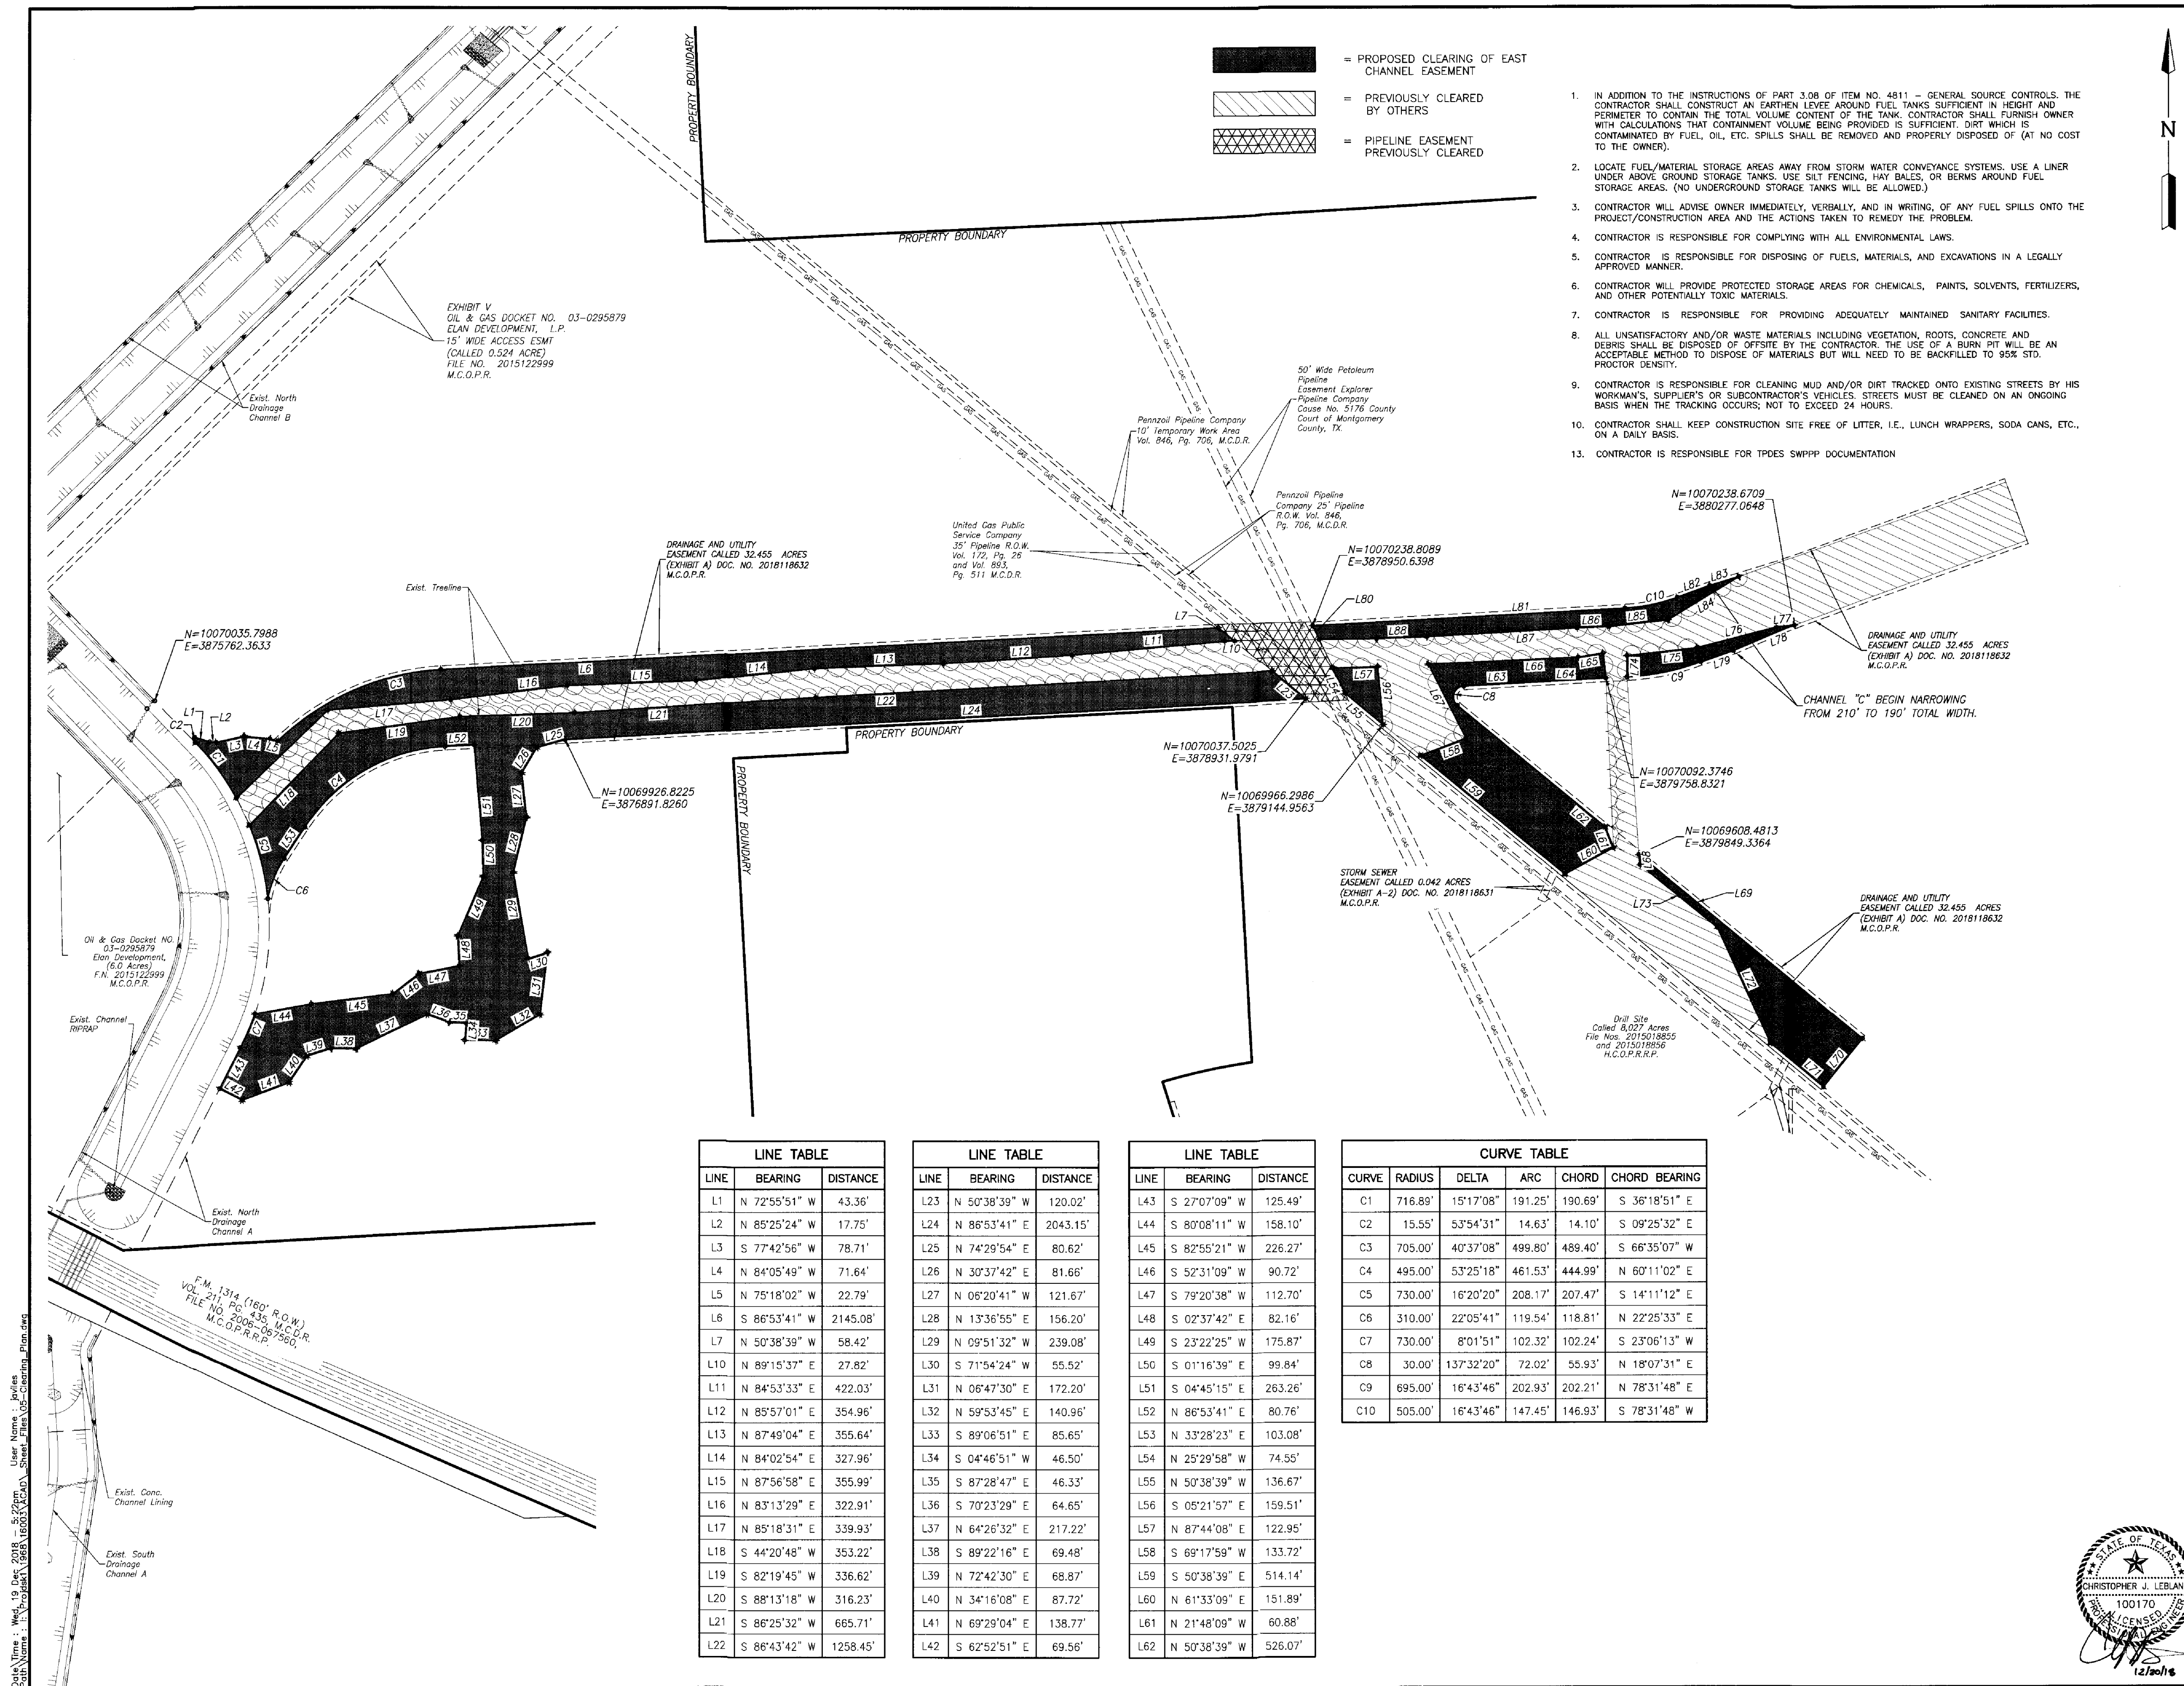 = PROPOSED CLEARING OF EAST
CHANNEL EASEMENT
= PREVIOUSLY CLEARED
BY OTHERS
= PIPELINE EASEMENT
PREVIOUSLY CLEARED
N
1. IN ADDITION TO THE INSTRUCTIONS OF PART 3.08 OF ITEM NO. 4811 – GENERAL SOURCE CONTROLS. THE
CONTRACTOR SHALL CONSTRUCT AN EARTHEN LEVEE AROUND FUEL TANKS SUFFICIENT IN HEIGHT AND
PERIMETER TO CONTAIN THE TOTAL VOLUME CONTENT OF THE TANK. CONTRACTOR SHALL FURNISH OWNER
WITH CALCULATIONS THAT CONTAINMENT VOLUME BEING PROVIDED IS SUFFICIENT. DIRT WHICH IS
CONTAMINATED BY FUEL, OIL, ETC. SPILLS SHALL BE REMOVED AND PROPERLY DISPOSED OF (AT NO COST
TO THE OWNER).
2. LOCATE FUEL/MATERIAL STORAGE AREAS AWAY FROM STORM WATER CONVEYANCE SYSTEMS. USE A LINER
UNDER ABOVE GROUND STORAGE TANKS. USE SILT FENCING, HAY BALES, OR BERMS AROUND FUEL
STORAGE AREAS. (NO UNDERGROUND STORAGE TANKS WILL BE ALLOWED.)
3. CONTRACTOR WILL ADVISE OWNER IMMEDIATELY, VERBALLY, AND IN WRITING, OF ANY FUEL SPILLS ONTO THE
PROJECT/CONSTRUCTION AREA AND THE ACTIONS TAKEN TO REMEDY THE PROBLEM.
4. CONTRACTOR IS RESPONSIBLE FOR COMPLYING WITH ALL ENVIRONMENTAL LAWS.
5. CONTRACTOR IS RESPONSIBLE FOR DISPOSING OF FUELS, MATERIALS, AND EXCAVATIONS IN A LEGALLY
APPROVED MANNER.
6. CONTRACTOR WILL PROVIDE PROTECTED STORAGE AREAS FOR CHEMICALS, PAINTS, SOLVENTS, FERTILIZERS,
AND OTHER POTENTIALLY TOXIC MATERIALS.
7. CONTRACTOR IS RESPONSIBLE FOR PROVIDING ADEQUATELY MAINTAINED SANITARY FACILITIES.
8. ALL UNSATISFACTORY AND/OR WASTE MATERIALS INCLUDING VEGETATION, ROOTS, CONCRETE AND
DEBRIS SHALL BE DISPOSED OF OFFSITE BY THE CONTRACTOR. THE USE OF A BURN PIT WILL BE AN
ACCEPTABLE METHOD TO DISPOSE OF MATERIALS BUT WILL NEED TO BE BACKFILLED TO 95% STD.
PROCTOR DENSITY.
9. CONTRACTOR IS RESPONSIBLE FOR CLEANING MUD AND/OR DIRT TRACKED ONTO EXISTING STREETS BY HIS
WORKMAN'S, SUPPLIER'S OR SUBCONTRACTOR'S VEHICLES. STREETS MUST BE CLEANED ON AN ONGOING
BASIS WHEN THE TRACKING OCCURS; NOT TO EXCEED 24 HOURS.
10. CONTRACTOR SHALL KEEP CONSTRUCTION SITE FREE OF LITTER, I.E., LUNCH WRAPPERS, SODA CANS, ETC.,
ON A DAILY BASIS.
13. CONTRACTOR IS RESPONSIBLE FOR TPDES SWPPP DOCUMENTATION
PROPERTY BOUNDARY
PROPERTY BOUNDARY
EXHIBIT V
OIL & GAS DOCKET NO. 03-0295879
ELAN DEVELOPMENT, L.P.
15' WIDE ACCESS ESMT
(CALLED 0.524 ACRE)
FILE NO. 2015122999
M.C.O.P.R.
Exist. North
Drainage
Channel B
50' Wide Petoleum
Pipeline
Easement Explorer
Pipeline Company
Cause No. 5176 County
Court of Montgomery
County, TX.
Pennzoil Pipeline Company
10' Temporary Work Area
Vol. 846, Pg. 706, M.C.D.R.
Pennzoil Pipeline
Company 25' Pipeline
R.O.W. Vol. 846,
Pg. 706, M.C.D.R.
United Gas Public
Service Company
35' Pipeline R.O.W.
Vol. 172, Pg. 26
and Vol. 893,
Pg. 511 M.C.D.R.
DRAINAGE AND UTILITY
EASEMENT CALLED 32.455 ACRES
(EXHIBIT A) DOC. NO. 2018118632
M.C.O.P.R.
Exist. Treeline
N=10070035.7988
E=3875762.3633
N=10070238.8089
E=3878950.6398
N=10070238.6709
E=3880277.0648
DRAINAGE AND UTILITY
EASEMENT CALLED 32.455 ACRES
(EXHIBIT A) DOC. NO. 2018118632
M.C.O.P.R.
CHANNEL "C" BEGIN NARROWING
FROM 210' TO 190' TOTAL WIDTH.
N=10070037.5025
E=3878931.9791
N=10069966.2986
E=3879144.9563
N=10069926.8225
E=3876891.8260
N=10070092.3746
E=3879758.8321
N=10069608.4813
E=3879849.3364
PROPERTY BOUNDARY
PROPERTY BOUNDARY
STORM SEWER
EASEMENT CALLED 0.042 ACRES
(EXHIBIT A-2) DOC. NO. 2018118631
M.C.O.P.R.
DRAINAGE AND UTILITY
EASEMENT CALLED 32.455 ACRES
(EXHIBIT A) DOC. NO. 2018118632
M.C.O.P.R.
Drill Site
Called 8,027 Acres
File Nos. 2015018855
and 2015018856
H.C.O.P.R.R.P.
Oil & Gas Docket NO.
03-0295879
Elan Development,
(6.0 Acres)
F.N. 2015122999
M.C.O.P.R.
Exist. Channel
RIPRAP
Exist. North
Drainage
Channel A
F.M. 1314 (160' R.O.W.)
VOL. 211, PG. 435, M.C.D.R.
FILE NO. 2006-067560,
M.C.O.P.R.R.P.
Exist. Conc.
Channel Lining
Exist. South
Drainage
Channel A
LINE TABLE
LINE BEARING DISTANCE
L1 N 72°55'51" W 43.36'
L2 N 85°25'24" W 17.75'
L3 S 77°42'56" W 78.71'
L4 N 84°05'49" W 71.64'
L5 N 75°18'02" W 22.79'
L6 S 86°53'41" W 2145.08'
L7 N 50°38'39" W 58.42'
L10 N 89°15'37" E 27.82'
L11 N 84°53'33" E 422.03'
L12 N 85°57'01" E 354.96'
L13 N 87°49'04" E 355.64'
L14 N 84°02'54" E 327.96'
L15 N 87°56'58" E 355.99'
L16 N 83°13'29" E 322.91'
L17 N 85°18'31" E 339.93'
L18 S 44°20'48" W 353.22'
L19 S 82°19'45" W 336.62'
L20 S 88°13'18" W 316.23'
L21 S 86°25'32" W 665.71'
L22 S 86°43'42" W 1258.45'
LINE TABLE
LINE BEARING DISTANCE
L23 N 50°38'39" W 120.02'
L24 N 86°53'41" E 2043.15'
L25 N 74°29'54" E 80.62'
L26 N 30°37'42" E 81.66'
L27 N 06°20'41" W 121.67'
L28 N 13°36'55" E 156.20'
L29 N 09°51'32" W 239.08'
L30 S 71°54'24" W 55.52'
L31 N 06°47'30" E 172.20'
L32 N 59°53'45" E 140.96'
L33 S 89°06'51" E 85.65'
L34 S 04°46'51" W 46.50'
L35 S 87°28'47" E 46.33'
L36 S 70°23'29" E 64.65'
L37 N 64°26'32" E 217.22'
L38 S 89°22'16" E 69.48'
L39 N 72°42'30" E 68.87'
L40 N 34°16'08" E 87.72'
L41 N 69°29'04" E 138.77'
L42 S 62°52'51" E 69.56'
LINE TABLE
LINE BEARING DISTANCE
L43 S 27°07'09" W 125.49'
L44 S 80°08'11" W 158.10'
L45 S 82°55'21" W 226.27'
L46 S 52°31'09" W 90.72'
L47 S 79°20'38" W 112.70'
L48 S 02°37'42" E 82.16'
L49 S 23°22'25" W 175.87'
L50 S 01°16'39" E 99.84'
L51 S 04°45'15" E 263.26'
L52 N 86°53'41" E 80.76'
L53 N 33°28'23" E 103.08'
L54 N 25°29'58" W 74.55'
L55 N 50°38'39" W 136.67'
L56 S 05°21'57" E 159.51'
L57 N 87°44'08" E 122.95'
L58 S 69°17'59" W 133.72'
L59 S 50°38'39" E 514.14'
L60 N 61°33'09" E 151.89'
L61 N 21°48'09" W 60.88'
L62 N 50°38'39" W 526.07'
CURVE TABLE
CURVE RADIUS DELTA ARC CHORD CHORD BEARING
C1 716.89' 15°17'08" 191.25' 190.69' S 36°18'51" E
C2 15.55' 53°54'31" 14.63' 14.10' S 09°25'32" E
C3 705.00' 40°37'08" 499.80' 489.40' S 66°35'07" W
C4 495.00' 53°25'18" 461.53' 444.99' N 60°11'02" E
C5 730.00' 16°20'20" 208.17' 207.47' S 14°11'12" E
C6 310.00' 22°05'41" 119.54' 118.81' N 22°25'33" E
C7 730.00' 8°01'51" 102.32' 102.24' S 23°06'13" W
C8 30.00' 137°32'20" 72.02' 55.93' N 18°07'31" E
C9 695.00' 16°43'46" 202.93' 202.21' N 78°31'48" E
C10 505.00' 16°43'46" 147.45' 146.93' S 78°31'48" W
STATE OF TEXAS
CHRISTOPHER J. LEBLAN
100170
LICENSED
PROFESSIONAL ENGINEER
12/20/18
Date\Time : Wed, 19 Dec 2018 – 5:22pm User Name : javiles
Path\Name : I:\Projdsk1\1968\16003\ACAD\_Sheet_Files\05-Clearing_Plan.dwg